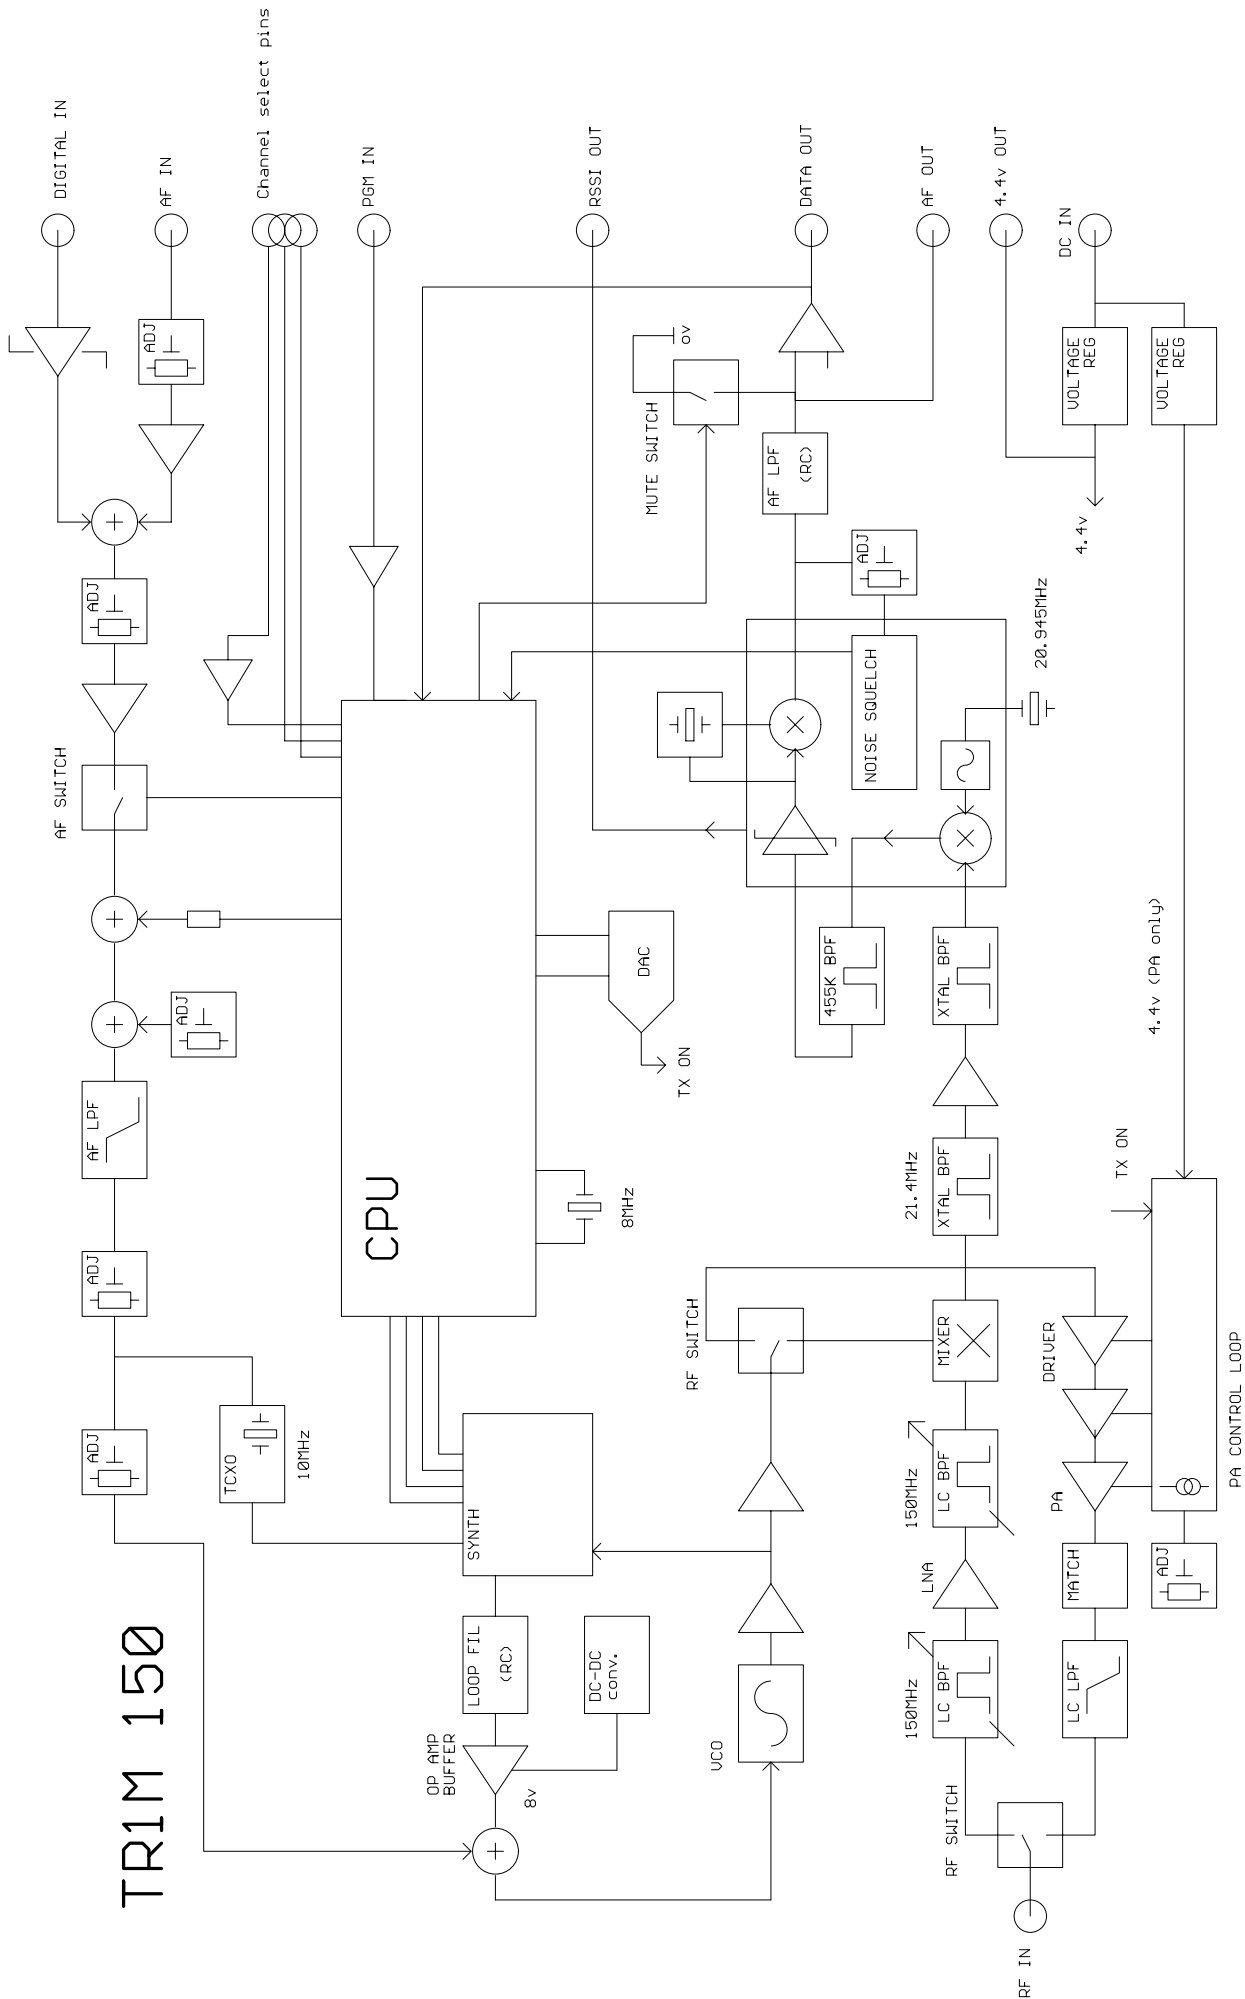 TR1M 150
DIGITAL IN
AF IN
Channel select pins
PGM IN
RSSI OUT
DATA OUT
AF OUT
4.4v OUT
DC IN
ADJ
ADJ
AF SWITCH
ADJ
AF LPF
ADJ
ADJ
TCXO
10MHz
CPU
8MHz
DAC
TX ON
SYNTH
LOOP FIL
(RC)
OP AMP
BUFFER
8v
DC-DC
conv.
VCO
RF SWITCH
MUTE SWITCH
0v
AF LPF
(RC)
ADJ
NOISE SQUELCH
20.945MHz
455K BPF
XTAL BPF
21.4MHz
XTAL BPF
MIXER
150MHz
LC BPF
LNA
150MHz
LC BPF
RF SWITCH
RF IN
LC LPF
MATCH
PA
DRIVER
ADJ
PA CONTROL LOOP
TX ON
4.4v (PA only)
4.4v
VOLTAGE
REG
VOLTAGE
REG